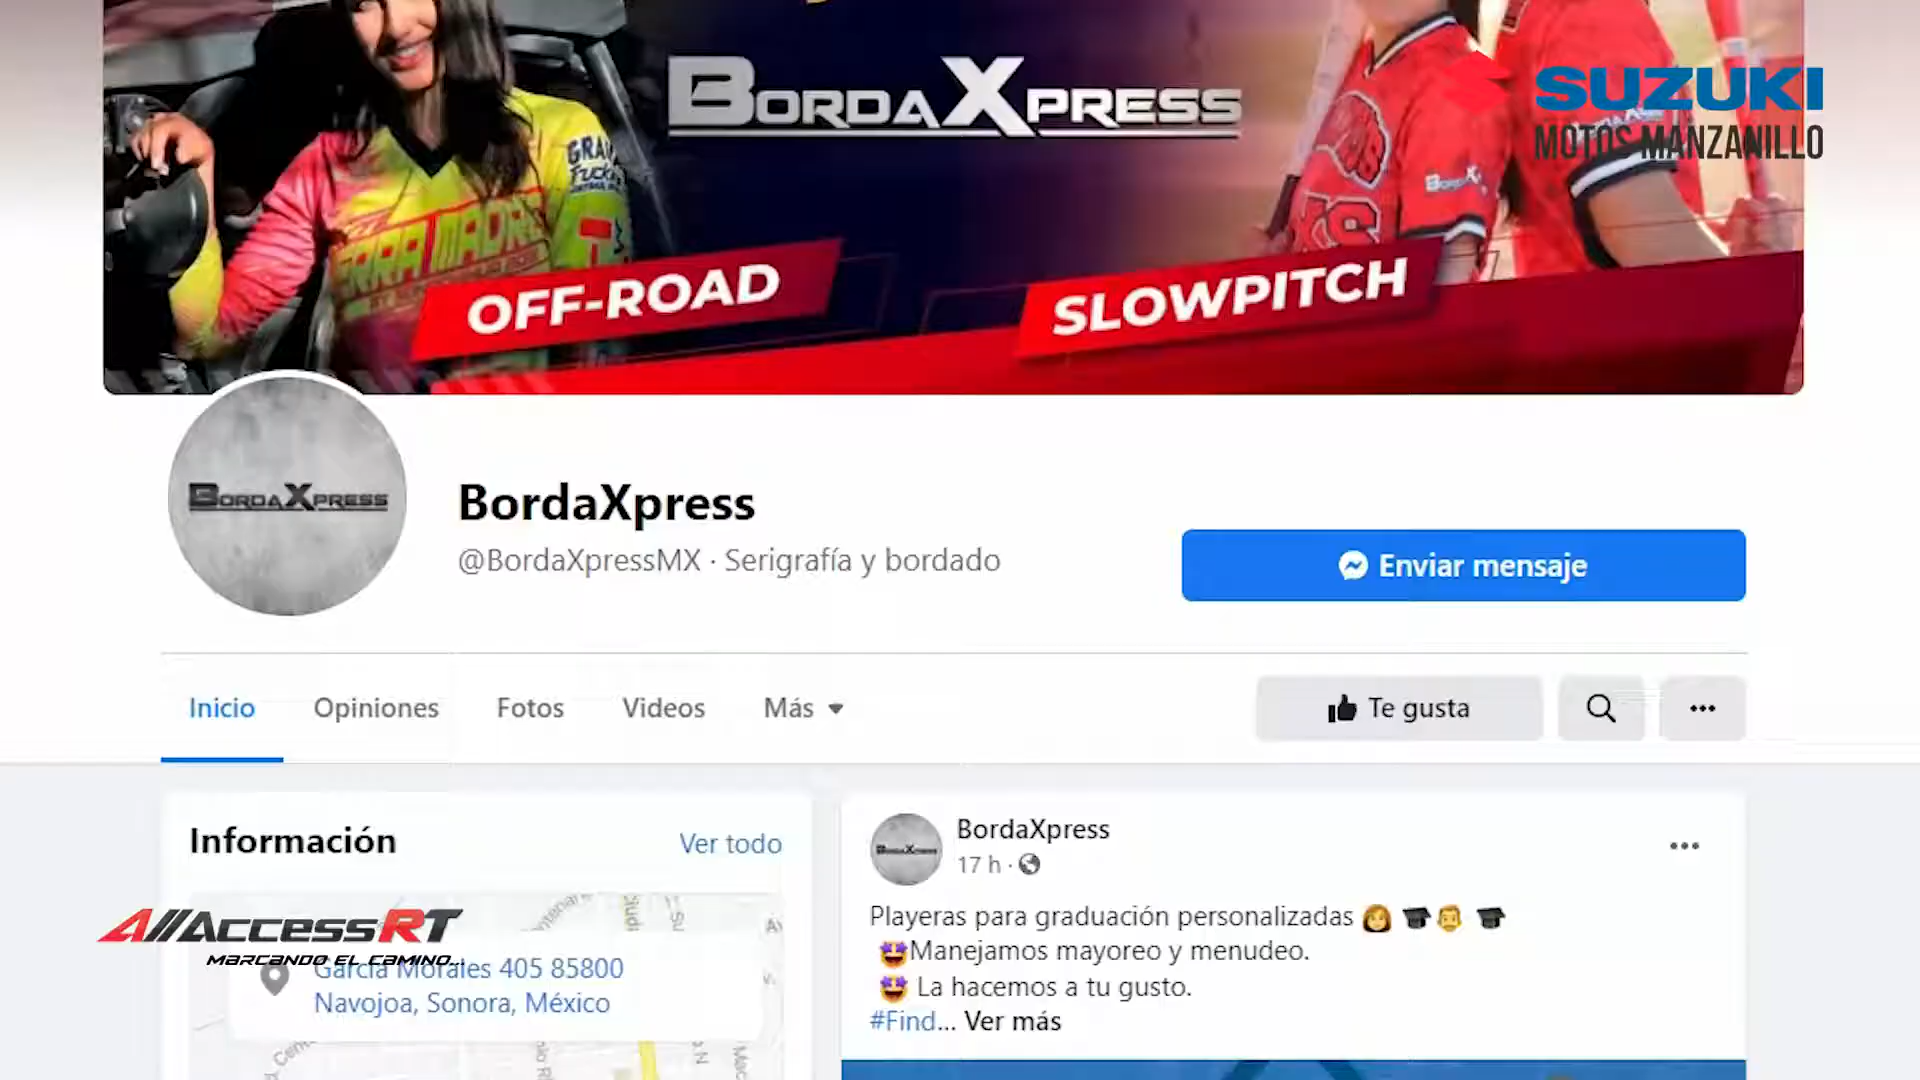 BORDAXPRESS
SUZUKI
MOTOS MANZANILLO
OFF-ROAD
SLOWPITCH
BORDAXPRESS
BordaXpress
@BordaXpressMX · Serigrafía y bordado
Enviar mensaje
Inicio
Opiniones
Fotos
Videos
Más
Te gusta
Información
Ver todo
BordaXpress
17 h ·
Playeras para graduación personalizadas 👩 🎓👨 🎓
🤩Manejamos mayoreo y menudeo.
🤩 La hacemos a tu gusto.
#Find... Ver más
AllAccessRT
MARCANDO EL CAMINO...
García Morales 405 85800
Navojoa, Sonora, México